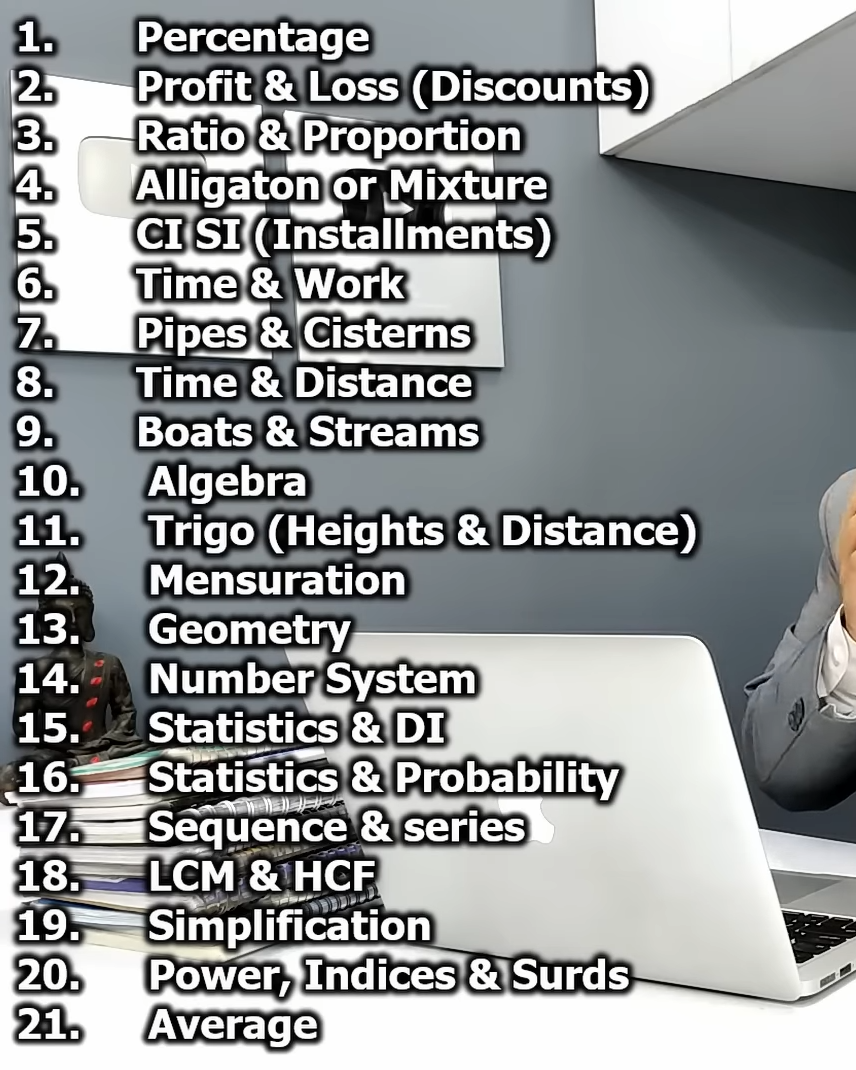 1. Percentage
2. Profit & Loss (Discounts)
3. Ratio & Proportion
4. Alligaton or Mixture
5. CI SI (Installments)
6. Time & Work
7. Pipes & Cisterns
8. Time & Distance
9. Boats & Streams
10. Algebra
11. Trigo (Heights & Distance)
12. Mensuration
13. Geometry
14. Number System
15. Statistics & DI
16. Statistics & Probability
17. Sequence & series
18. LCM & HCF
19. Simplification
20. Power, Indices & Surds
21. Average